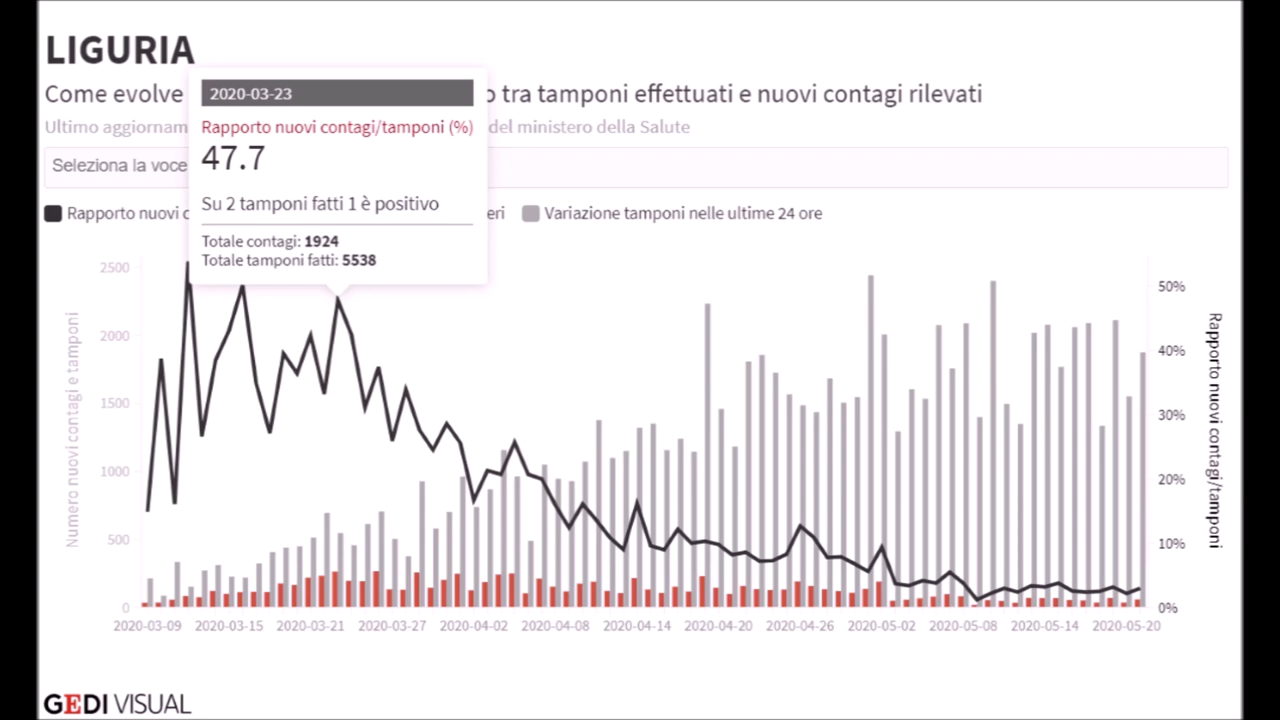 LIGURIA
Come evolve o tra tamponi effettuati e nuovi contagi rilevati
Ultimo aggiornam del ministero della Salute
Seleziona la voce
2020-03-23
Rapporto nuovi contagi/tamponi (%)
47.7
Su 2 tamponi fatti 1 è positivo
Totale contagi: 1924
Totale tamponi fatti: 5538
Rapporto nuovi c eri Variazione tamponi nelle ultime 24 ore
Numero nuovi contagi e tamponi
2500
2000
1500
1000
500
0
50%
40%
30%
20%
10%
0%
Rapporto nuovi contagi/tamponi
2020-03-09 2020-03-15 2020-03-21 2020-03-27 2020-04-02 2020-04-08 2020-04-14 2020-04-20 2020-04-26 2020-05-02 2020-05-08 2020-05-14 2020-05-20
GEDI VISUAL